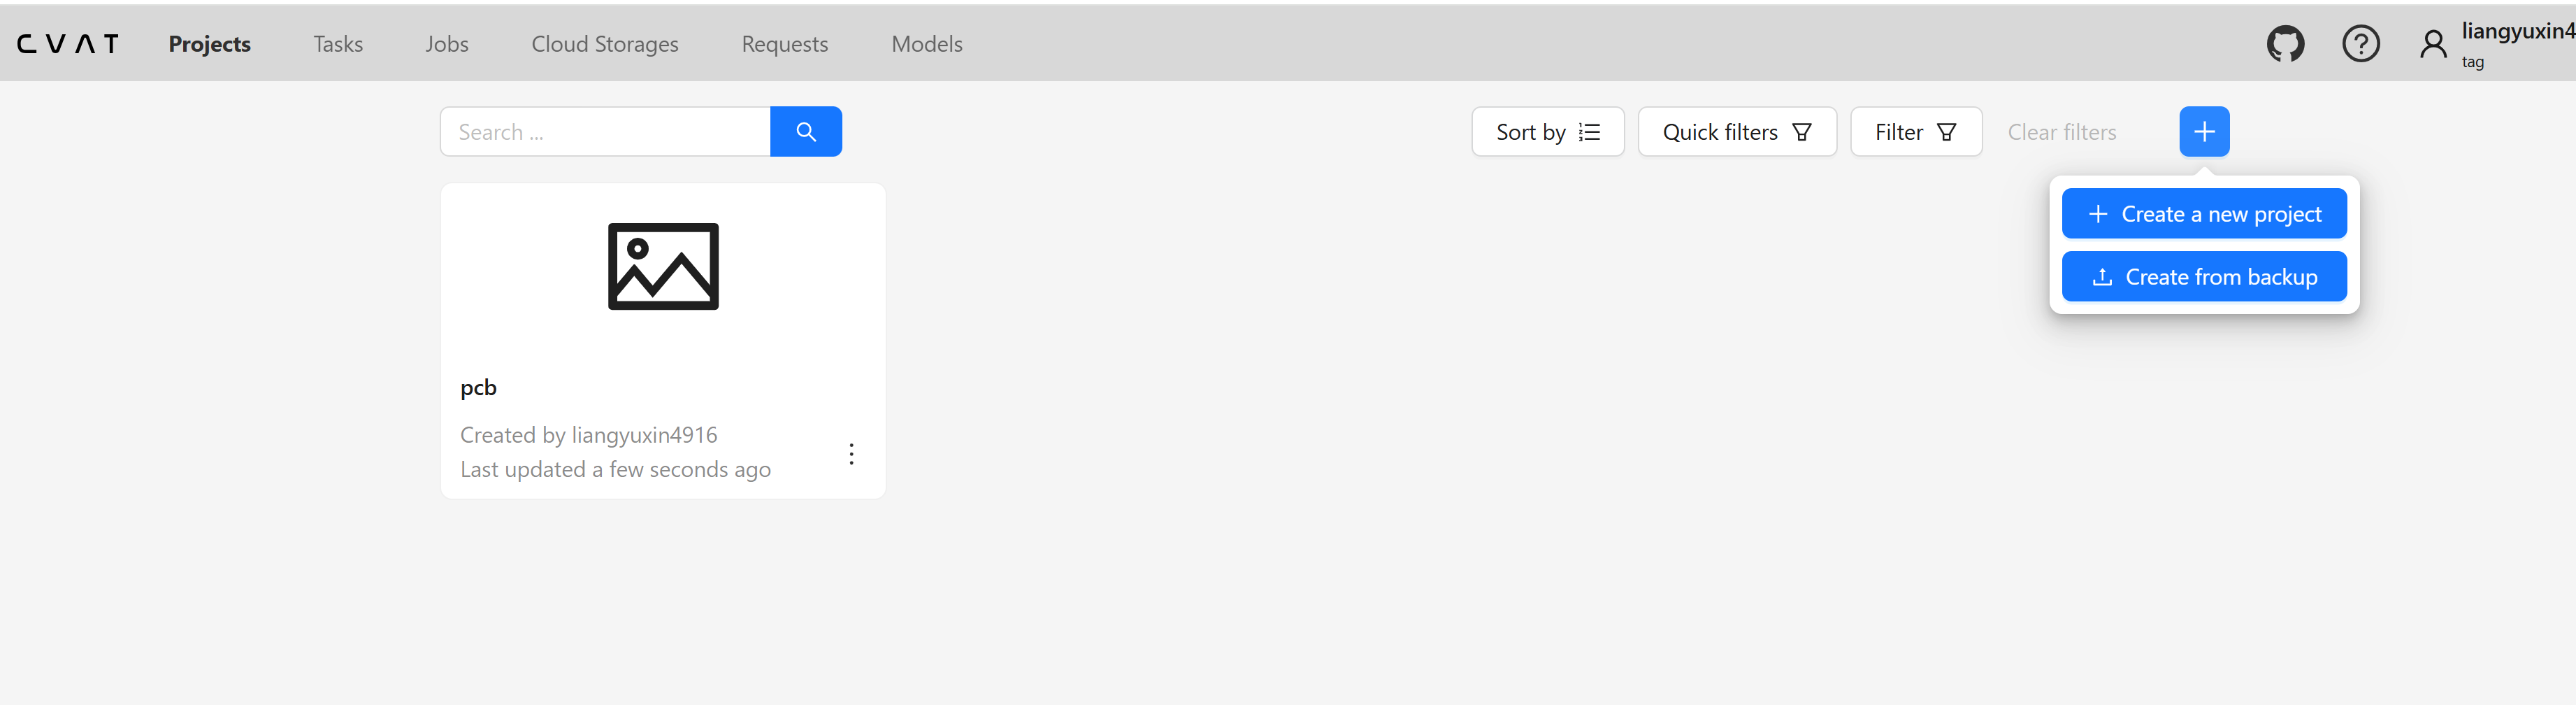 CVAT Projects Tasks Jobs Cloud Storages Requests Models liangyuxin4
tag
Search ... Sort by Quick filters Filter Clear filters
Create a new project
Create from backup
pcb
Created by liangyuxin4916
Last updated a few seconds ago